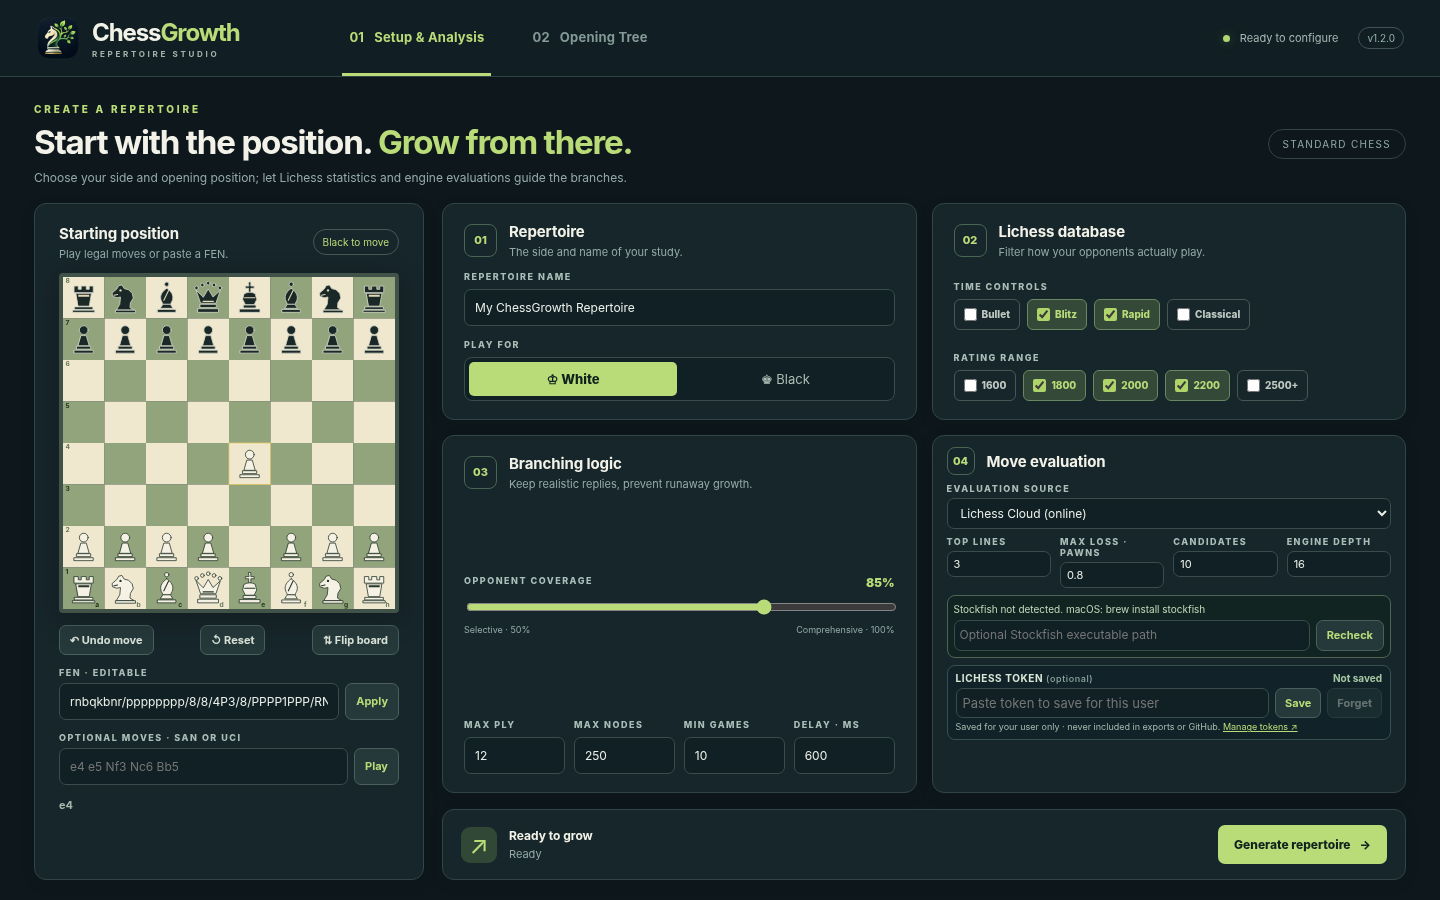 ChessGrowth
REPERTOIRE STUDIO
01 Setup & Analysis
02 Opening Tree
Ready to configure
v1.2.0
CREATE A REPERTOIRE
Start with the position. Grow from there.
Choose your side and opening position; let Lichess statistics and engine evaluations guide the branches.
STANDARD CHESS
Starting position
Play legal moves or paste a FEN.
Black to move
8
7
6
5
4
3
2
1
a b c d e f g h
↶ Undo move
↺ Reset
⇅ Flip board
FEN · EDITABLE
rnbqkbnr/pppppppp/8/8/4P3/8/PPPP1PPP/RN
Apply
OPTIONAL MOVES · SAN OR UCI
e4 e5 Nf3 Nc6 Bb5
Play
e4
01
Repertoire
The side and name of your study.
REPERTOIRE NAME
My ChessGrowth Repertoire
PLAY FOR
♔ White
♚ Black
02
Lichess database
Filter how your opponents actually play.
TIME CONTROLS
Bullet
Blitz
Rapid
Classical
RATING RANGE
1600
1800
2000
2200
2500+
03
Branching logic
Keep realistic replies, prevent runaway growth.
OPPONENT COVERAGE
85%
Selective · 50%
Comprehensive · 100%
MAX PLY
MAX NODES
MIN GAMES
DELAY · MS
12
250
10
600
04
Move evaluation
EVALUATION SOURCE
Lichess Cloud (online)
TOP LINES
MAX LOSS ·
PAWNS
CANDIDATES
ENGINE DEPTH
3
0.8
10
16
Stockfish not detected. macOS: brew install stockfish
Optional Stockfish executable path
Recheck
LICHESS TOKEN (optional)
Not saved
Paste token to save for this user
Save
Forget
Saved for your user only · never included in exports or GitHub. Manage tokens ↗
Ready to grow
Ready
Generate repertoire →